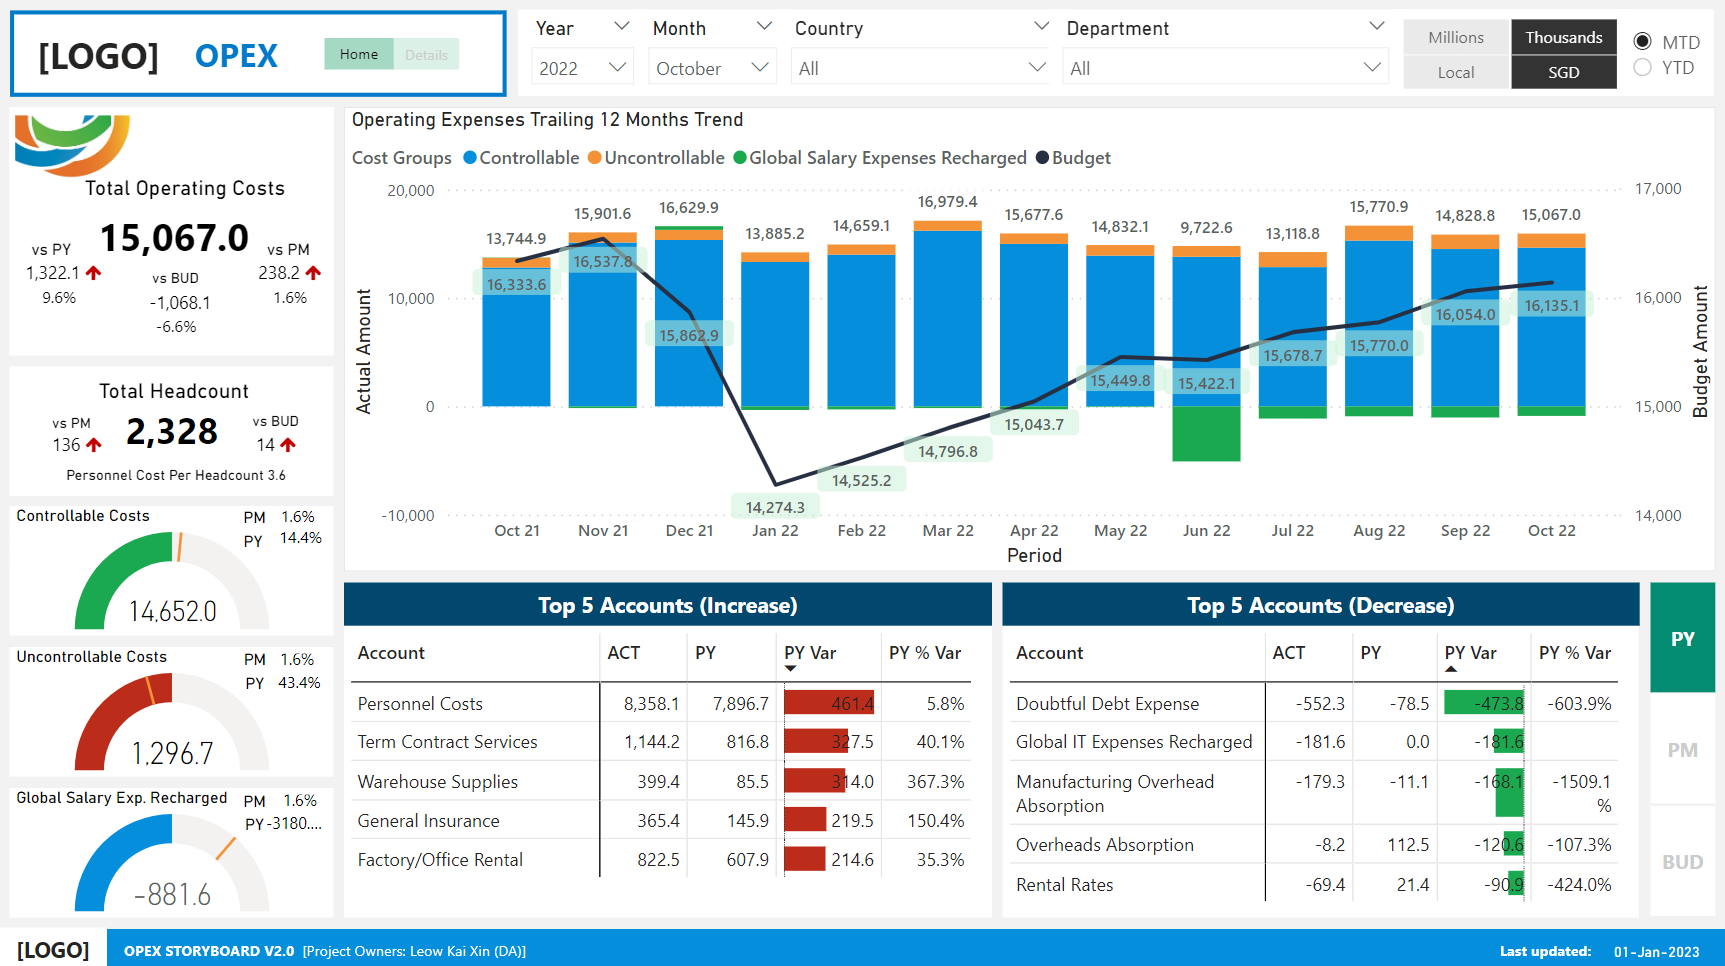 [LOGO] OPEX Home Details
Year Month Country Department
2022 October All All
Millions Thousands
Local SGD
MTD
YTD
Total Operating Costs
15,067.0
vs PY
1,322.1
9.6%
vs BUD
-1,068.1
-6.6%
vs PM
238.2
1.6%
Total Headcount
2,328
vs PM
136
vs BUD
14
Personnel Cost Per Headcount 3.6
Controllable Costs
PM 1.6%
PY 14.4%
14,652.0
Uncontrollable Costs
PM 1.6%
PY 43.4%
1,296.7
Global Salary Exp. Recharged
PM 1.6%
PY -3180....
-881.6
Operating Expenses Trailing 12 Months Trend
Cost Groups Controllable Uncontrollable Global Salary Expenses Recharged Budget
Actual Amount
20,000
10,000
0
-10,000
13,744.9 15,901.6 16,629.9 13,885.2 14,659.1 16,979.4 15,677.6 14,832.1 9,722.6 13,118.8 15,770.9 14,828.8 15,067.0
16,333.6 16,537.8 15,862.9 14,274.3 14,525.2 14,796.8 15,043.7 15,449.8 15,422.1 15,678.7 15,770.0 16,054.0 16,135.1
17,000
16,000
15,000
14,000
Budget Amount
Oct 21 Nov 21 Dec 21 Jan 22 Feb 22 Mar 22 Apr 22 May 22 Jun 22 Jul 22 Aug 22 Sep 22 Oct 22
Period
Top 5 Accounts (Increase)
Account ACT PY PY Var PY % Var
Personnel Costs 8,358.1 7,896.7 461.4 5.8%
Term Contract Services 1,144.2 816.8 327.5 40.1%
Warehouse Supplies 399.4 85.5 314.0 367.3%
General Insurance 365.4 145.9 219.5 150.4%
Factory/Office Rental 822.5 607.9 214.6 35.3%
Top 5 Accounts (Decrease)
Account ACT PY PY Var PY % Var
Doubtful Debt Expense -552.3 -78.5 -473.8 -603.9%
Global IT Expenses Recharged -181.6 0.0 -181.6
Manufacturing Overhead -179.3 -11.1 -168.1 -1509.1
Absorption %
Overheads Absorption -8.2 112.5 -120.6 -107.3%
Rental Rates -69.4 21.4 -90.9 -424.0%
PY
PM
BUD
[LOGO] OPEX STORYBOARD V2.0 [Project Owners: Leow Kai Xin (DA)] Last updated: 01-Jan-2023